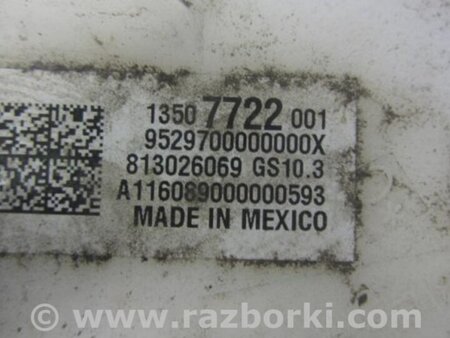 1350 7722 001
9529700000000X
813026069 GS10.3
A116089000000593
MADE IN MEXICO
© www.razborki.com